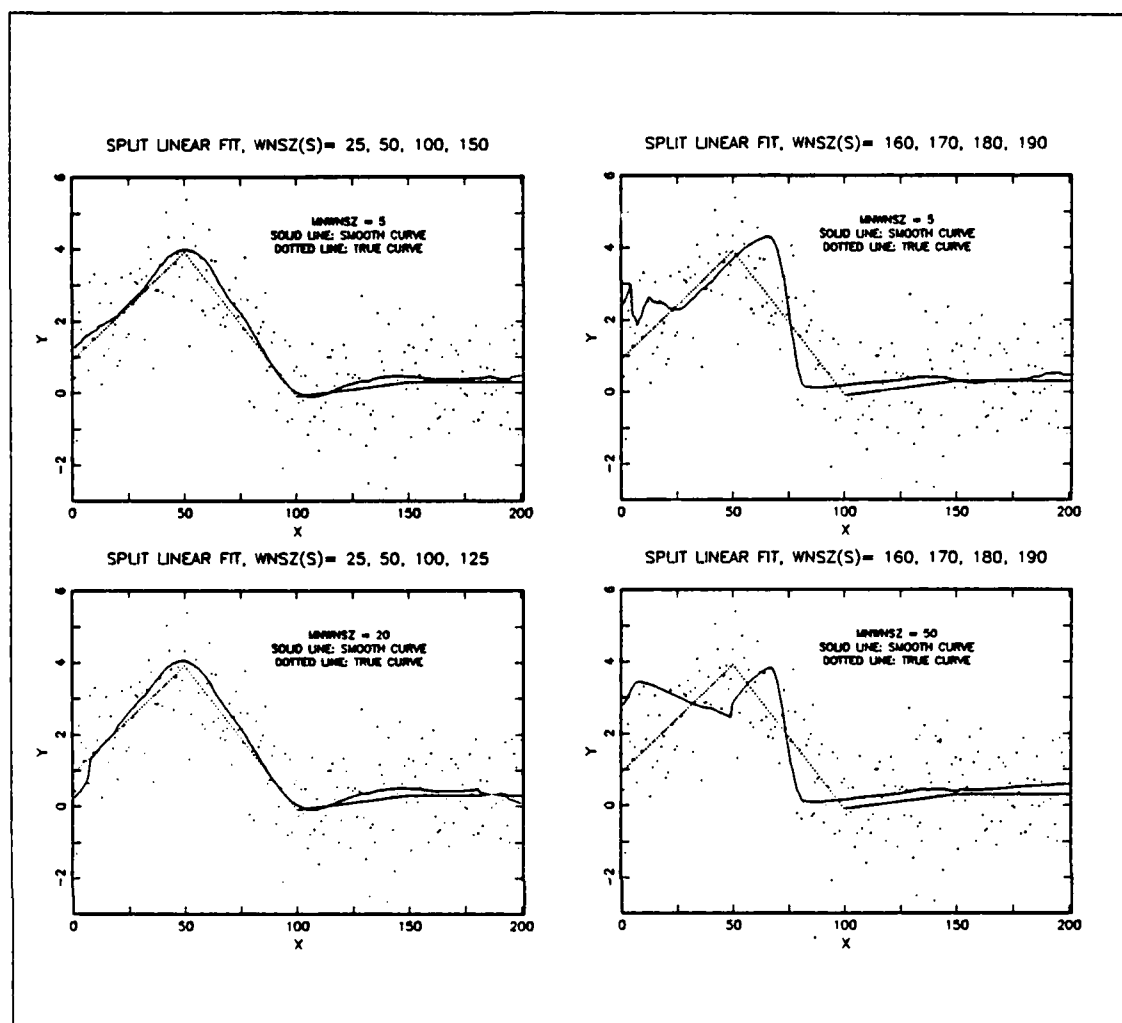 SPLIT LINEAR FIT, WNSZ(S)= 25, 50, 100, 150
6
4
2
0
-2
Y
MNWNSZ = 5
SOLID LINE: SMOOTH CURVE
DOTTED LINE: TRUE CURVE
0 50 100 150 200
X
SPLIT LINEAR FIT, WNSZ(S)= 160, 170, 180, 190
6
4
2
0
-2
Y
MNWNSZ = 5
SOLID LINE: SMOOTH CURVE
DOTTED LINE: TRUE CURVE
0 50 100 150 200
X
SPLIT LINEAR FIT, WNSZ(S)= 25, 50, 100, 125
6
4
2
0
-2
Y
MNWNSZ = 20
SOLID LINE: SMOOTH CURVE
DOTTED LINE: TRUE CURVE
0 50 100 150 200
X
SPLIT LINEAR FIT, WNSZ(S)= 160, 170, 180, 190
6
4
2
0
-2
Y
MNWNSZ = 50
SOLID LINE: SMOOTH CURVE
DOTTED LINE: TRUE CURVE
0 50 100 150 200
X